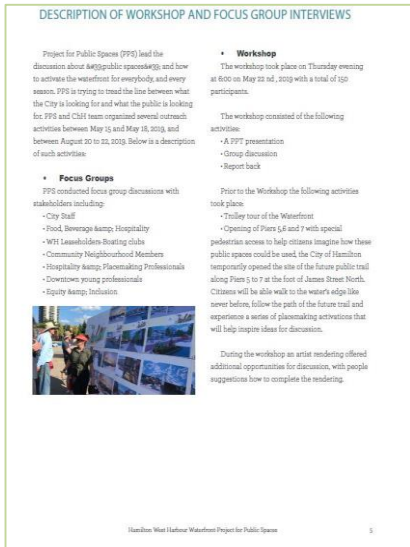 DESCRIPTION OF WORKSHOP AND FOCUS GROUP INTERVIEWS
Project for Public Spaces (PPS) lead the
discussion about &#39;public spaces&#39; and how
to activate the waterfront for everybody, and every
season. PPS is trying to tread the line between what
the City is looking for and what the public is looking
for. PPS and ChH team organized several outreach
activities between May 15 and May 18, 2019, and
between August 20 to 22, 2019. Below is a description
of such activities:
• Focus Groups
PPS conducted focus group discussions with
stakeholders including:
• City Staff
• Food, Beverage &amp; Hospitality
• WH Leaseholders-Boating clubs
• Community Neighbourhood Members
• Hospitality &amp; Placemaking Professionals
• Downtown young professionals
• Equity &amp; Inclusion
• Workshop
The workshop took place on Thursday evening
at 6:00 on May 22 nd , 2019 with a total of 150
participants.
The workshop consisted of the following
activities:
• A PPT presentation
• Group discussion
• Report back
Prior to the Workshop the following activities
took place:
• Trolley tour of the Waterfront
• Opening of Piers 5,6 and 7 with special
pedestrian access to help citizens imagine how these
public spaces could be used, the City of Hamilton
temporarily opened the site of the future public trail
along Piers 5 to 7 at the foot of James Street North.
Citizens will be able walk to the water's edge like
never before, follow the path of the future trail and
experience a series of placemaking activations that
will help inspire ideas for discussion.
During the workshop an artist rendering offered
additional opportunities for discussion, with people
suggestions how to complete the rendering.
Hamilton West Harbour Waterfront-Project for Public Spaces 5